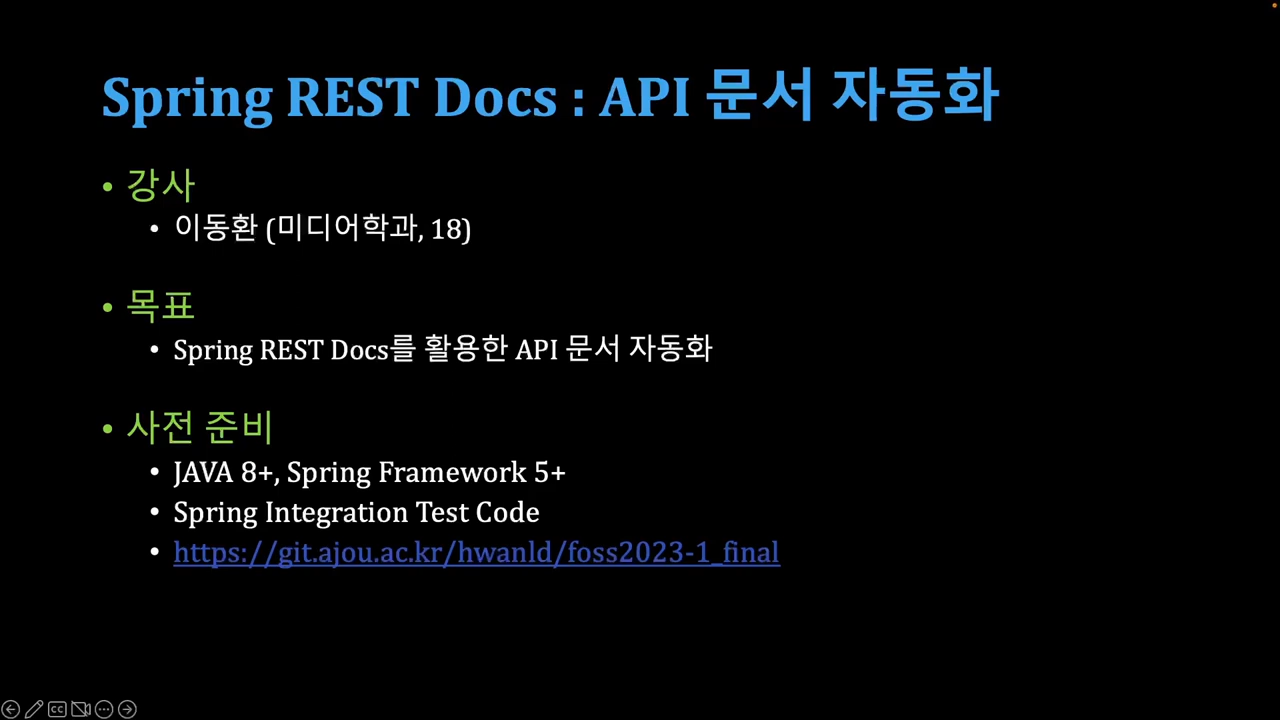 Spring REST Docs : API 문서 자동화
• 강사
• 이동환 (미디어학과, 18)
• 목표
• Spring REST Docs를 활용한 API 문서 자동화
• 사전 준비
• JAVA 8+, Spring Framework 5+
• Spring Integration Test Code
• https://git.ajou.ac.kr/hwanld/foss2023-1_final
CC